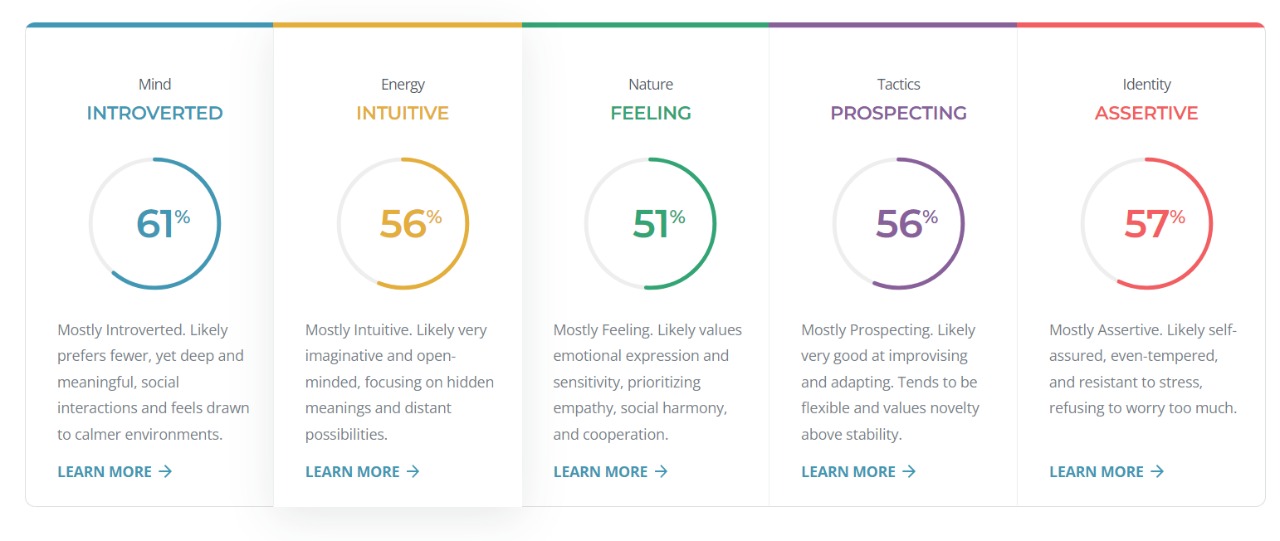 Mind
INTROVERTED
61%
Mostly Introverted. Likely
prefers fewer, yet deep and
meaningful, social
interactions and feels drawn
to calmer environments.
LEARN MORE →
Energy
INTUITIVE
56%
Mostly Intuitive. Likely very
imaginative and open-
minded, focusing on hidden
meanings and distant
possibilities.
LEARN MORE →
Nature
FEELING
51%
Mostly Feeling. Likely values
emotional expression and
sensitivity, prioritizing
empathy, social harmony,
and cooperation.
LEARN MORE →
Tactics
PROSPECTING
56%
Mostly Prospecting. Likely
very good at improvising
and adapting. Tends to be
flexible and values novelty
above stability.
LEARN MORE →
Identity
ASSERTIVE
57%
Mostly Assertive. Likely self-
assured, even-tempered,
and resistant to stress,
refusing to worry too much.
LEARN MORE →